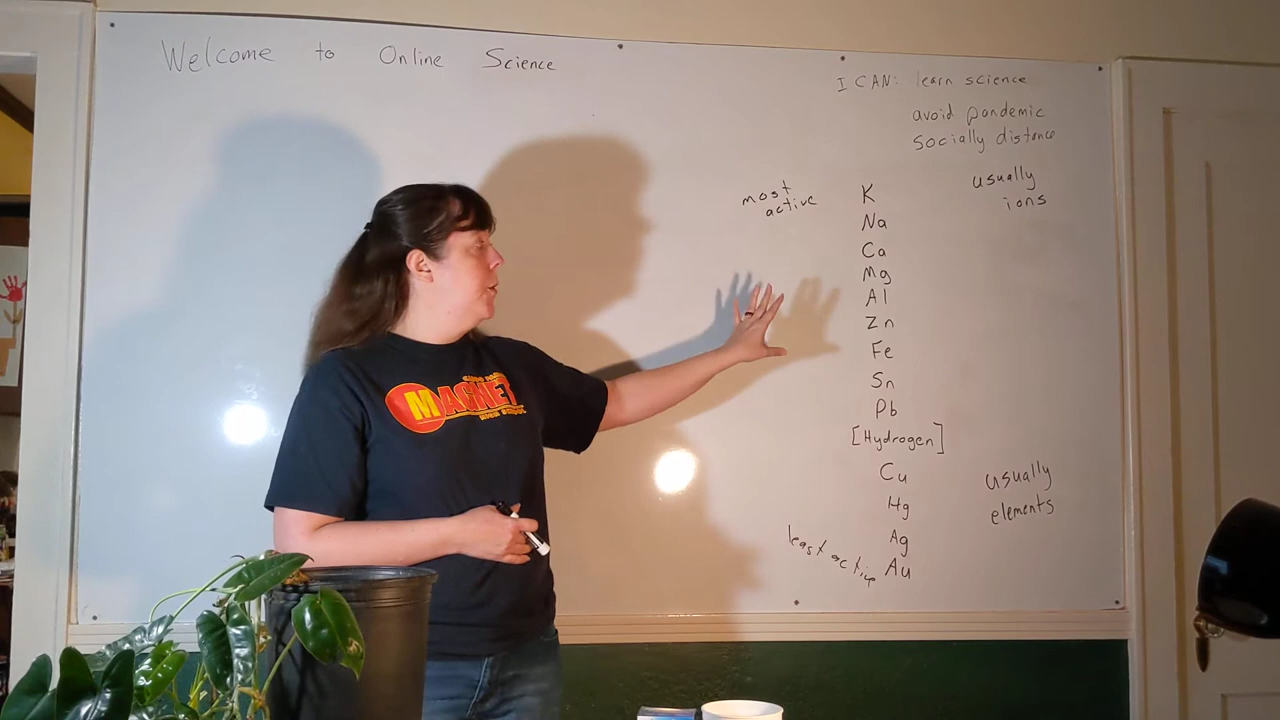 Welcome to Online Science
I CAN: learn science
avoid pandemic
socially distance
most
active
K
usually
ions
Na
Ca
Mg
Al
Zn
Fe
Sn
Pb
[Hydrogen]
Cu
usually
elements
Hg
Ag
least active
Au
MAGNET